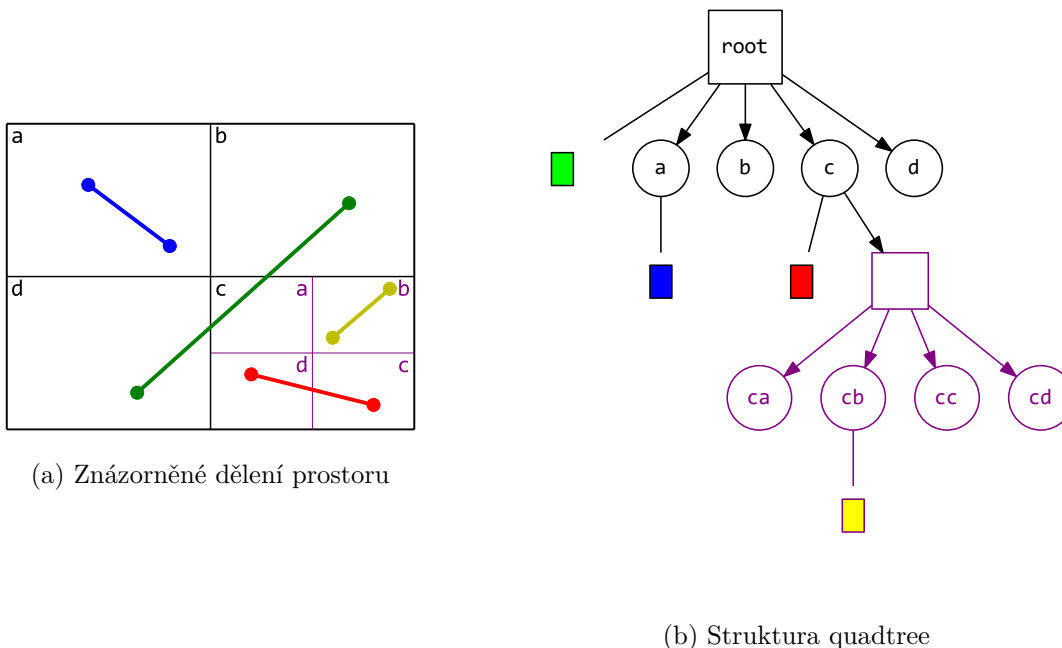 a
b
d
c
a
b
d
c
(a) Znázorněné dělení prostoru
root
a
b
c
d
ca
cb
cc
cd
(b) Struktura quadtree